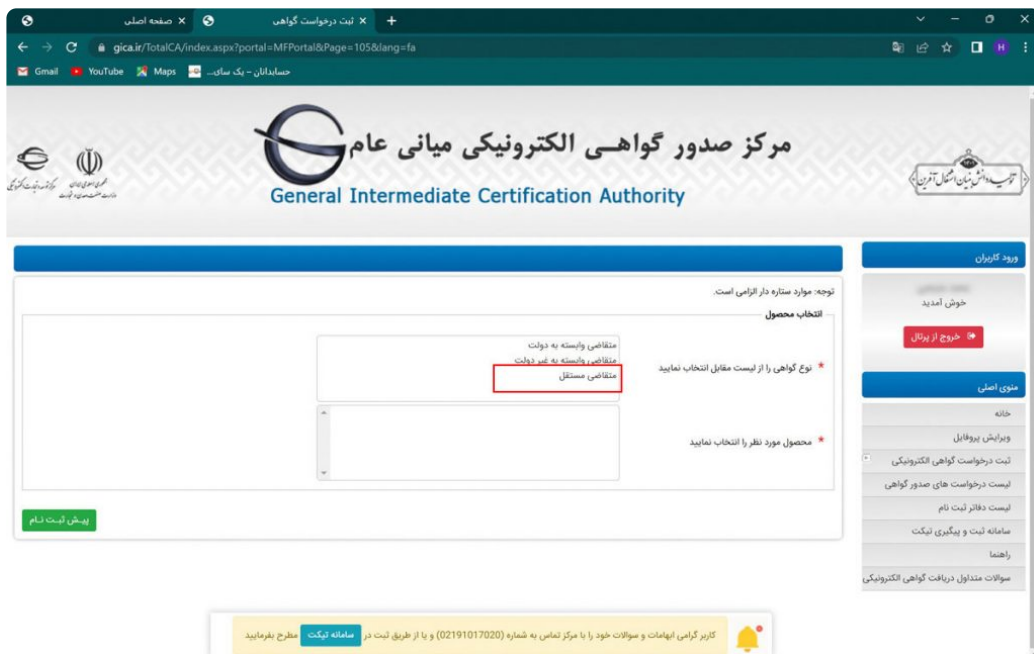 صفحه اصلی
ثبت درخواست گواهی
gica.ir/TotalCA/index.aspx?portal=MFPortal&Page=105&lang=fa
Gmail
YouTube
Maps
حسابدانان – یک سای...
مرکز صدور گواهی الکترونیکی میانی عام
General Intermediate Certification Authority
ورود کاربران
خوش آمدید
خروج از پرتال
منوی اصلی
خانه
ویرایش پروفایل
ثبت درخواست گواهی الکترونیکی
لیست درخواست های صدور گواهی
لیست دفاتر ثبت نام
سامانه ثبت و پیگیری تیکت
راهنما
سوالات متداول دریافت گواهی الکترونیکی
توجه: موارد ستاره دار الزامی است.
انتخاب محصول
* نوع گواهی را از لیست مقابل انتخاب نمایید
متقاضی وابسته به دولت
متقاضی وابسته به غیر دولت
متقاضی مستقل
* محصول مورد نظر را انتخاب نمایید
پیش ثبت نام
کاربر گرامی ابهامات و سوالات خود را با مرکز تماس به شماره (02191017020) و یا از طریق ثبت در سامانه تیکت مطرح بفرمایید